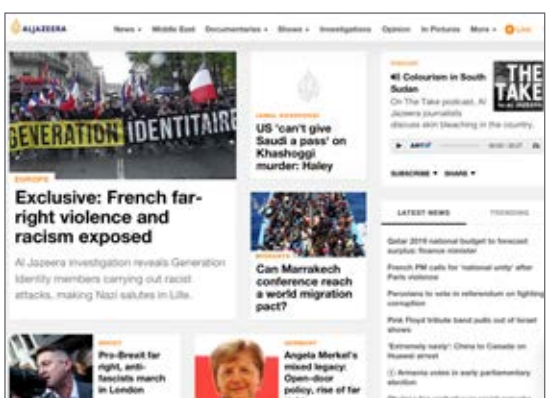 ALJAZEERA
News Middle East Documentaries Shows Investigations Opinion In Pictures More Live
GENERATION IDENTITAIRE
EUROPE
Exclusive: French far-
right violence and
racism exposed
Al Jazeera investigation reveals Generation
Identity members carrying out racist
attacks, making Nazi salutes in Lille.
JAMAL KHASHOGGI
US 'can't give
Saudi a pass' on
Khashoggi
murder: Haley
MIGRANTS
Can Marrakech
conference reach
a world migration
pact?
PODCAST
Colourism in South
Sudan
On The Take podcast, Al
Jazeera journalists
discuss skin bleaching in the country.
THE
TAKE
SUBSCRIBE SHARE
LATEST NEWS TRENDING
Qatar 2019 national budget to forecast
surplus: finance minister
French PM calls for 'national unity' after
Paris violence
Peruvians to vote in referendum on fighting
corruption
Pink Floyd tribute band pulls out of Israel
shows
'Extremely nasty': China to Canada on
Huawei arrest
Armenia votes in early parliamentary
election
BREXIT
Pro-Brexit far
right, anti-
fascists march
in London
GERMANY
Angela Merkel's
mixed legacy:
Open-door
policy, rise of far